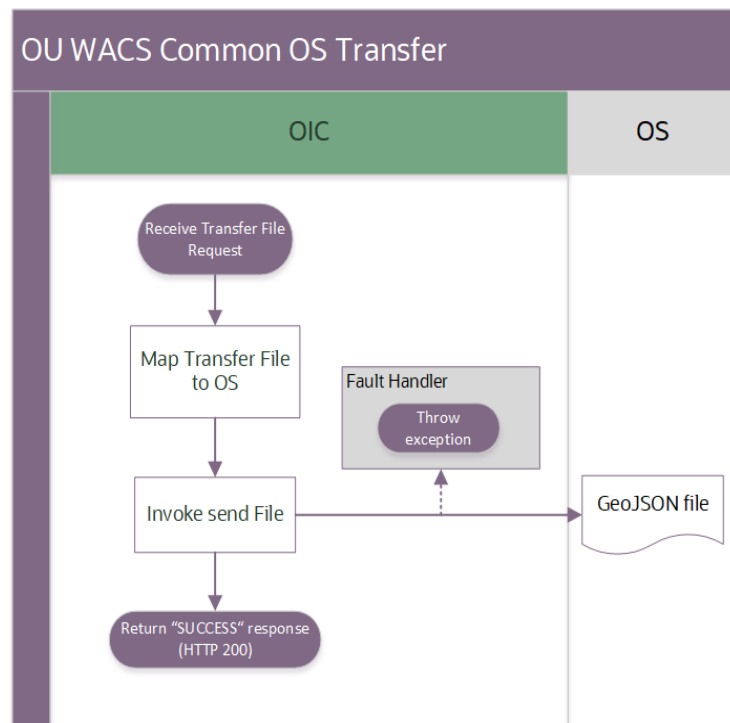 OU WACS Common OS Transfer
OIC
OS
Receive Transfer File
Request
Map Transfer File
to OS
Fault Handler
Throw
exception
Invoke send File
GeoJSON file
Return “SUCCESS“ response
(HTTP 200)